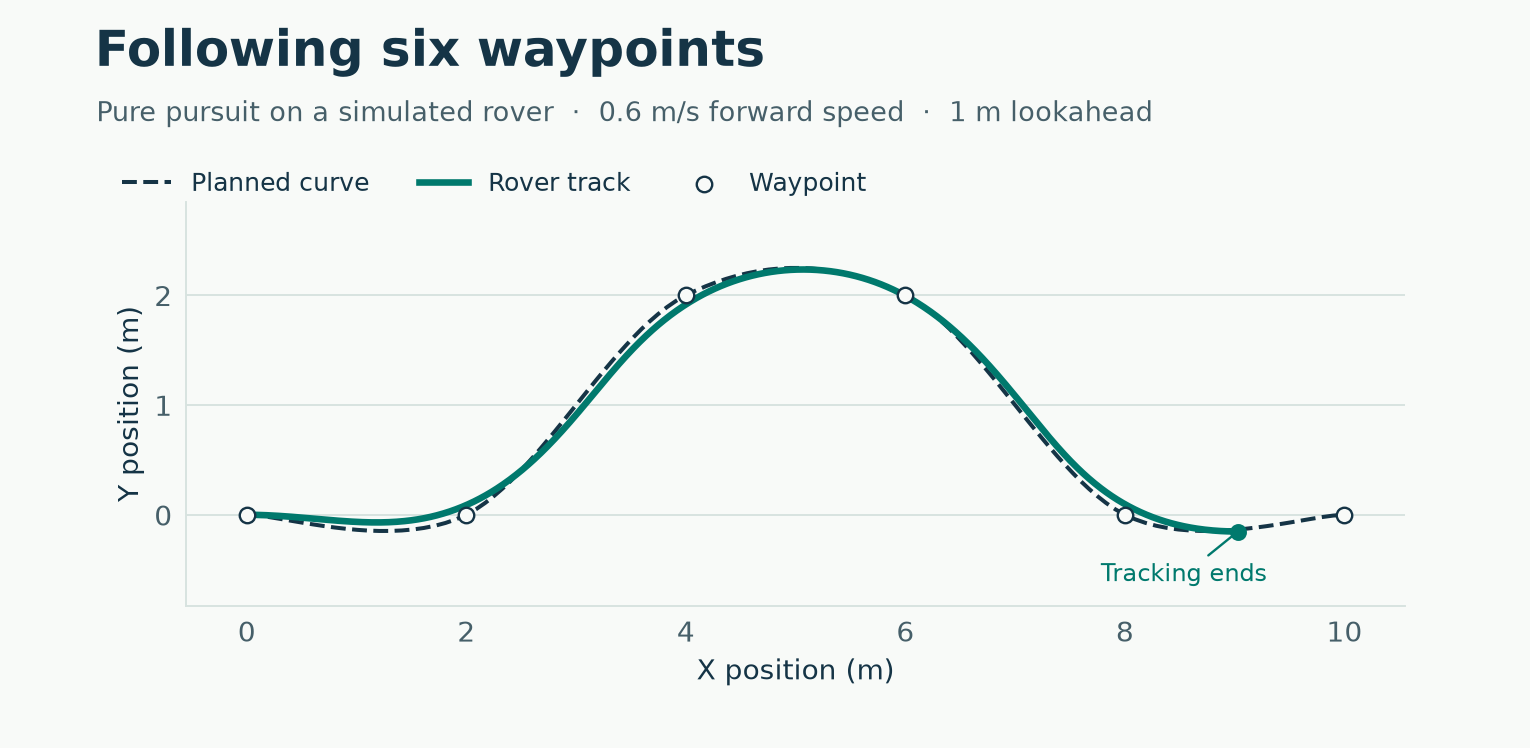 Following six waypoints
Pure pursuit on a simulated rover · 0.6 m/s forward speed · 1 m lookahead
Planned curve
Rover track
Waypoint
Y position (m)
2
1
0
Tracking ends
0
2
4
6
8
10
X position (m)